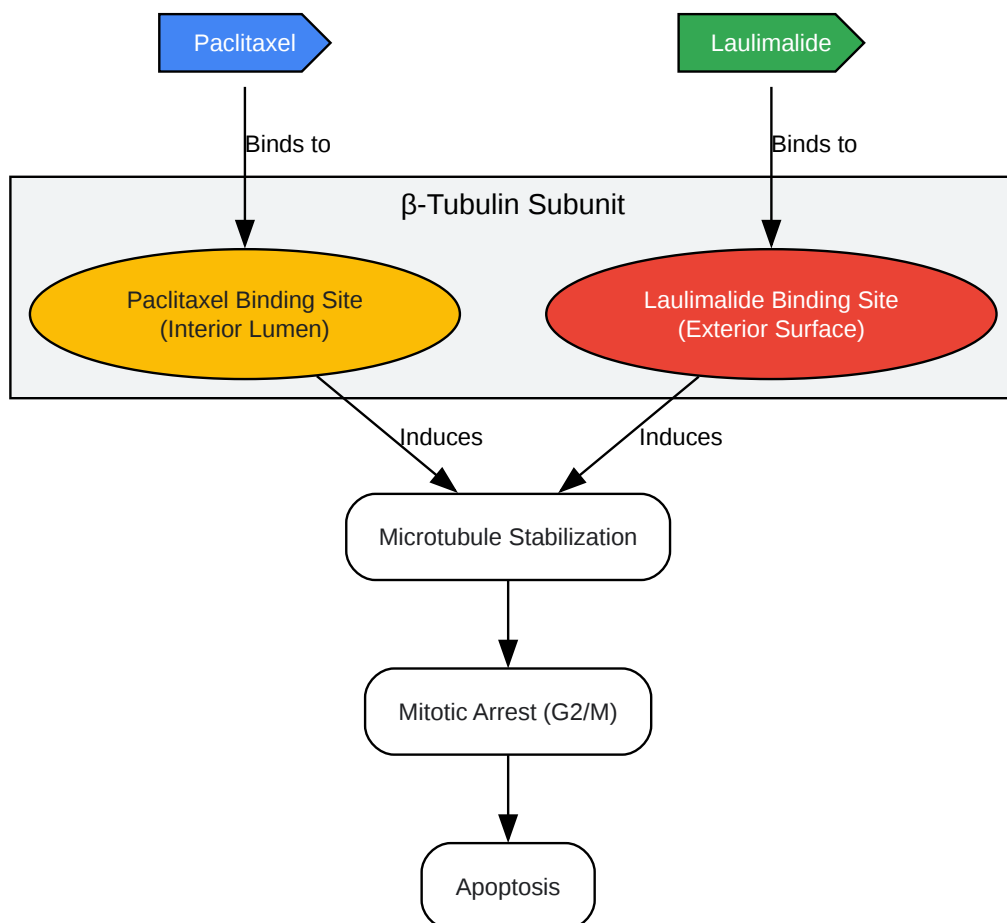 Paclitaxel
Laulimalide
Binds to
Binds to
β-Tubulin Subunit
Paclitaxel Binding Site
(Interior Lumen)
Laulimalide Binding Site
(Exterior Surface)
Induces
Induces
Microtubule Stabilization
Mitotic Arrest (G2/M)
Apoptosis